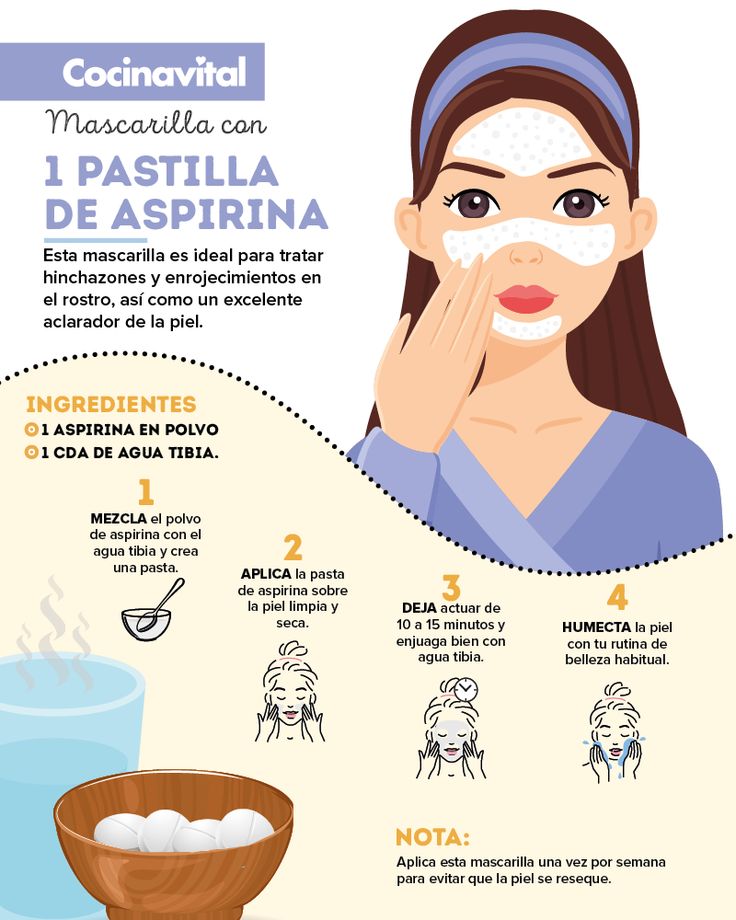 Cocinavital
Mascarilla con
1 PASTILLA
DE ASPIRINA
Esta mascarilla es ideal para tratar
hinchazones y enrojecimientos en
el rostro, así como un excelente
aclarador de la piel.
INGREDIENTES
1 ASPIRINA EN POLVO
1 CDA DE AGUA TIBIA.
1
MEZCLA el polvo
de aspirina con el
agua tibia y crea
una pasta.
2
APLICA la pasta
de aspirina sobre
la piel limpia y
seca.
3
DEJA actuar de
10 a 15 minutos y
enjuaga bien con
agua tibia.
4
HUMECTA la piel
con tu rutina de
belleza habitual.
NOTA:
Aplica esta mascarilla una vez por semana
para evitar que la piel se reseque.